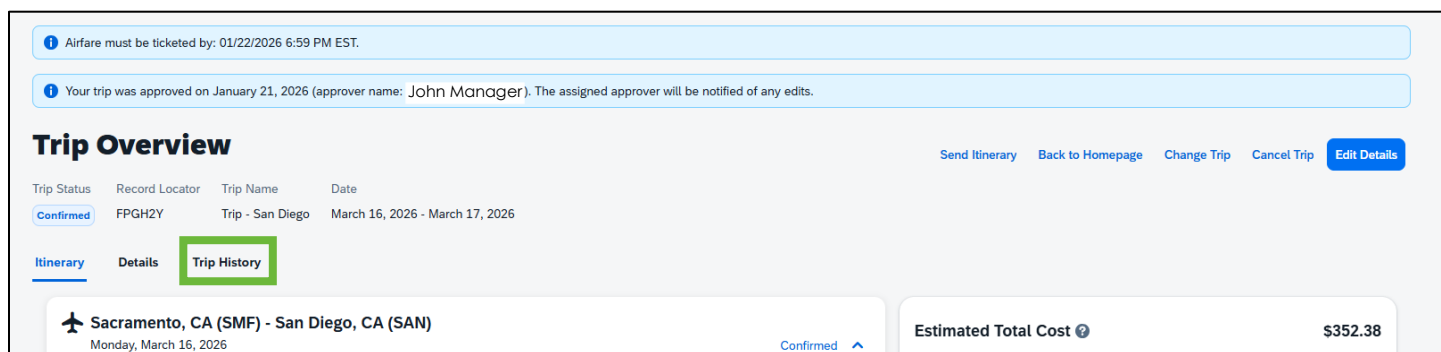 Airfare must be ticketed by: 01/22/2026 6:59 PM EST.
Your trip was approved on January 21, 2026 (approver name: John Manager). The assigned approver will be notified of any edits.
Trip Overview
Send Itinerary Back to Homepage Change Trip Cancel Trip Edit Details
Trip Status Record Locator Trip Name Date
Confirmed FPGH2Y Trip - San Diego March 16, 2026 - March 17, 2026
Itinerary Details Trip History
Sacramento, CA (SMF) - San Diego, CA (SAN)
Monday, March 16, 2026
Confirmed
Estimated Total Cost $352.38